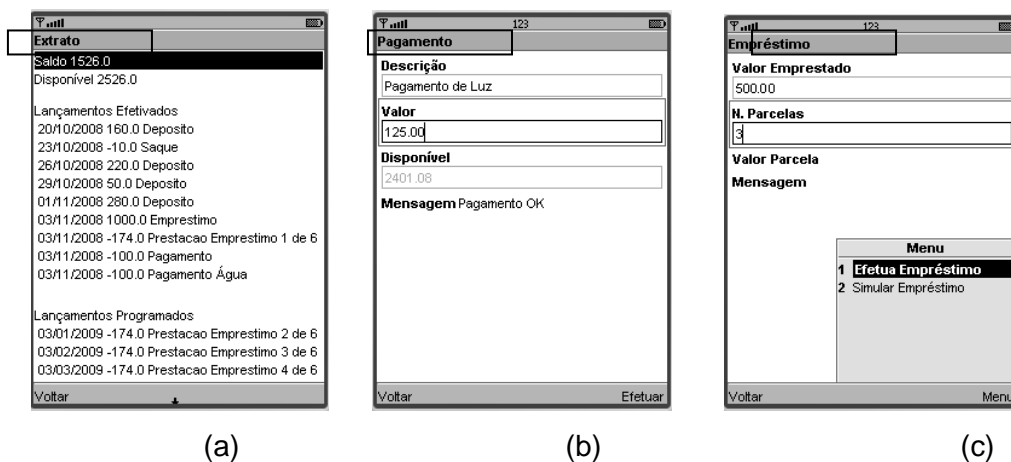 Extrato
Saldo 1526.0
Disponível 2526.0
Lançamentos Efetivados
20/10/2008 160.0 Deposito
23/10/2008 -10.0 Saque
26/10/2008 220.0 Deposito
29/10/2008 50.0 Deposito
01/11/2008 280.0 Deposito
03/11/2008 1000.0 Emprestimo
03/11/2008 -174.0 Prestacao Emprestimo 1 de 6
03/11/2008 -100.0 Pagamento
03/11/2008 -100.0 Pagamento Água
Lançamentos Programados
03/01/2009 -174.0 Prestacao Emprestimo 2 de 6
03/02/2009 -174.0 Prestacao Emprestimo 3 de 6
03/03/2009 -174.0 Prestacao Emprestimo 4 de 6
Voltar
(a)
123
Pagamento
Descrição
Pagamento de Luz
Valor
125.00
Disponível
2401.08
Mensagem Pagamento OK
Voltar Efetuar
(b)
123
Empréstimo
Valor Emprestado
500.00
N. Parcelas
3
Valor Parcela
Mensagem
Menu
1 Efetua Empréstimo
2 Simular Empréstimo
Voltar Menu
(c)